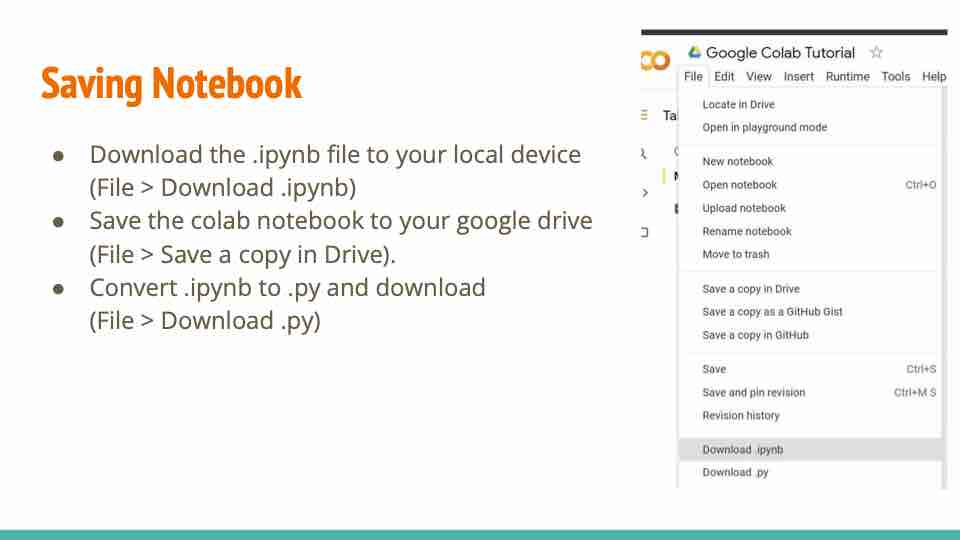 Saving Notebook
● Download the .ipynb file to your local device
(File > Download .ipynb)
● Save the colab notebook to your google drive
(File > Save a copy in Drive).
● Convert .ipynb to .py and download
(File > Download .py)
Google Colab Tutorial
File Edit View Insert Runtime Tools Help
Locate in Drive
Open in playground mode
New notebook
Open notebook Ctrl+O
Upload notebook
Rename notebook
Move to trash
Save a copy in Drive
Save a copy as a GitHub Gist
Save a copy in GitHub
Save Ctrl+S
Save and pin revision Ctrl+M S
Revision history
Download .ipynb
Download .py